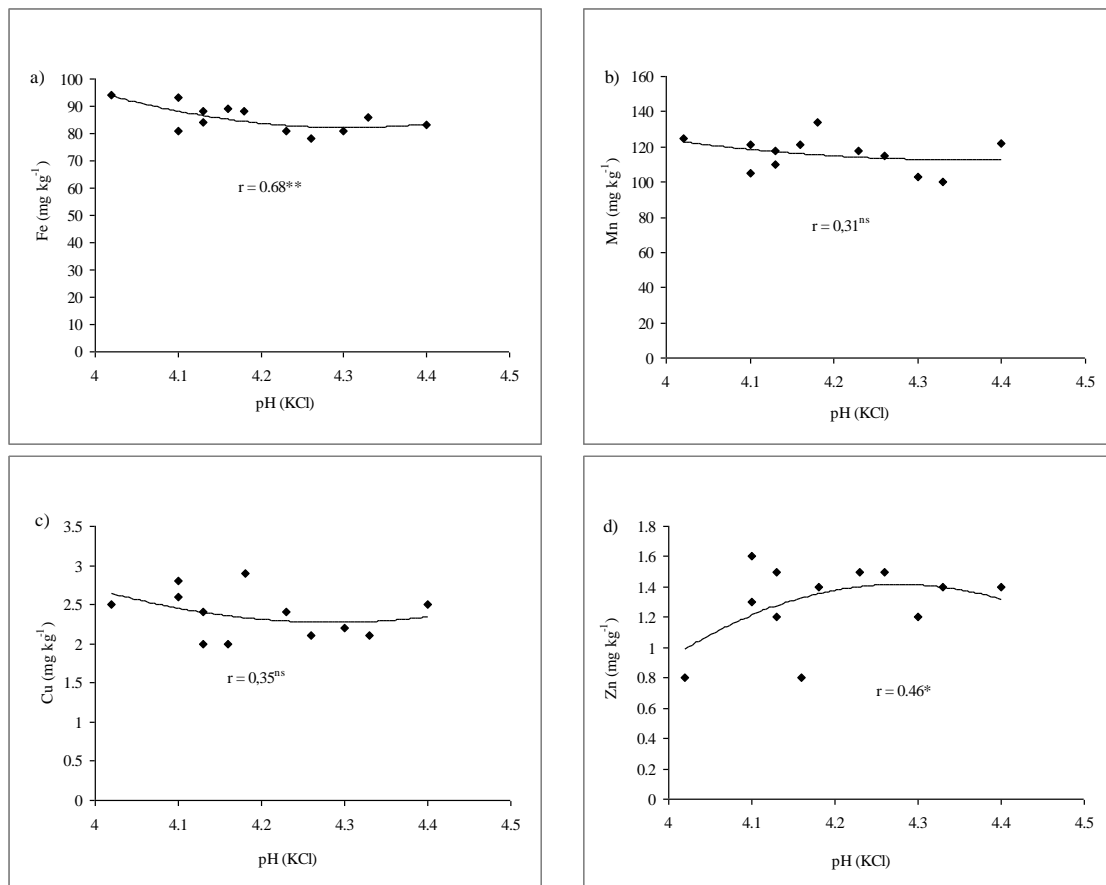 a)
100
90
80
70
60
50
40
30
20
10
0
Fe (mg kg⁻¹)
r = 0.68**
4 4.1 4.2 4.3 4.4 4.5
pH (KCl)
b)
160
140
120
100
80
60
40
20
0
Mn (mg kg⁻¹)
r = 0,31ⁿˢ
4 4.1 4.2 4.3 4.4 4.5
pH (KCl)
c)
3.5
3
2.5
2
1.5
1
0.5
0
Cu (mg kg⁻¹)
r = 0,35ⁿˢ
4 4.1 4.2 4.3 4.4 4.5
pH (KCl)
d)
1.8
1.6
1.4
1.2
1
0.8
0.6
0.4
0.2
0
Zn (mg kg⁻¹)
r = 0.46*
4 4.1 4.2 4.3 4.4 4.5
pH (KCl)